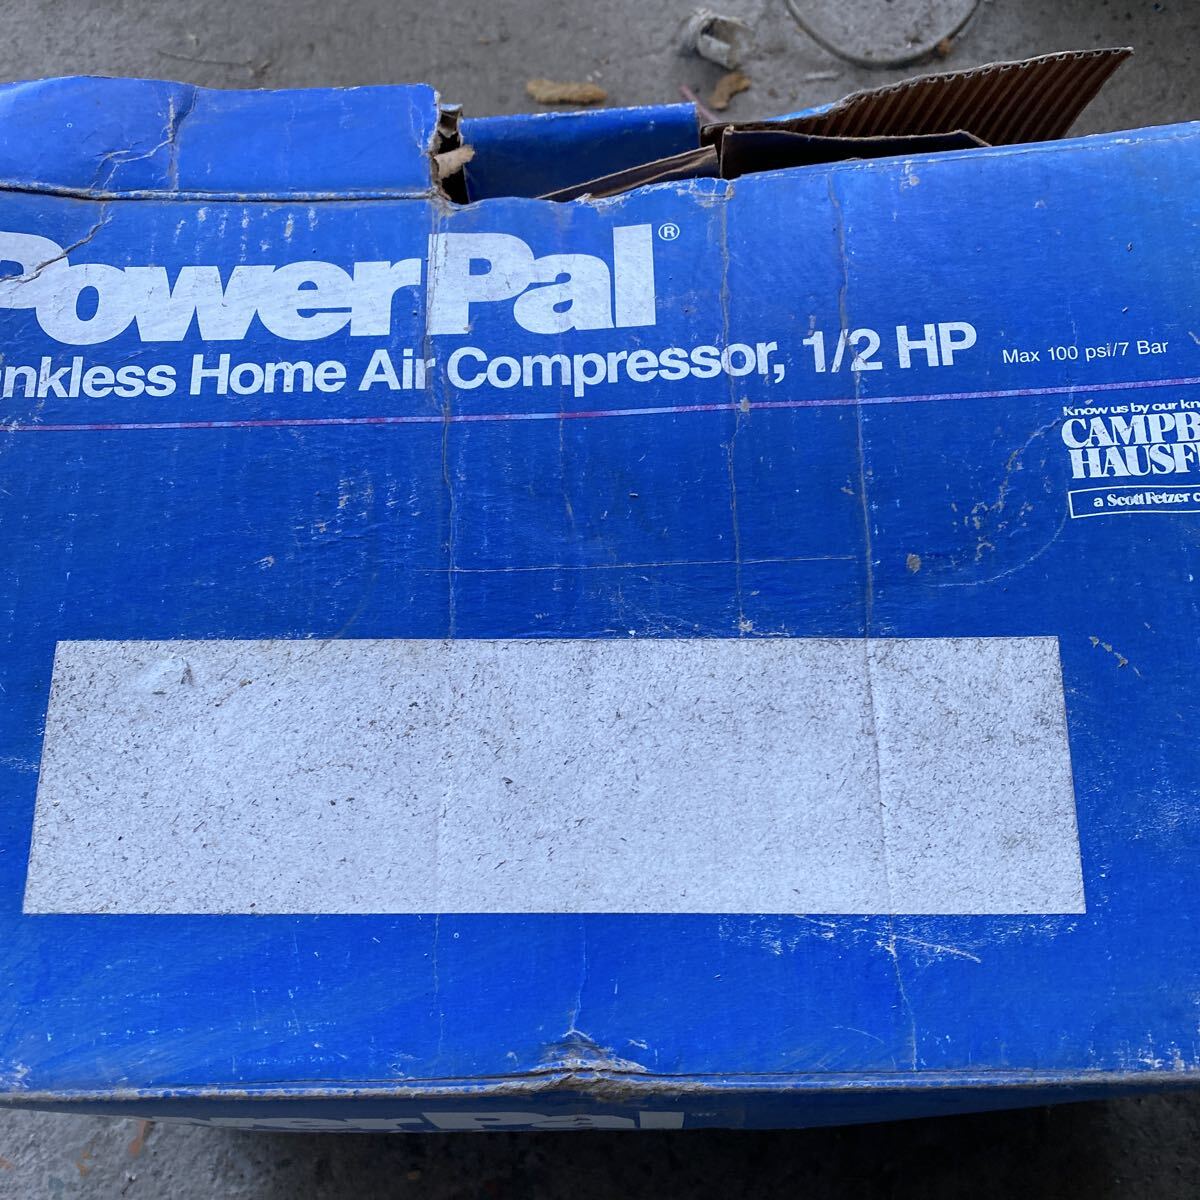 PowerPal®
nkless Home Air Compressor, 1/2 HP
Max 100 psi/7 Bar
Know us by our kn
CAMPB
HAUSF
a Scott Fetzer c
erPal